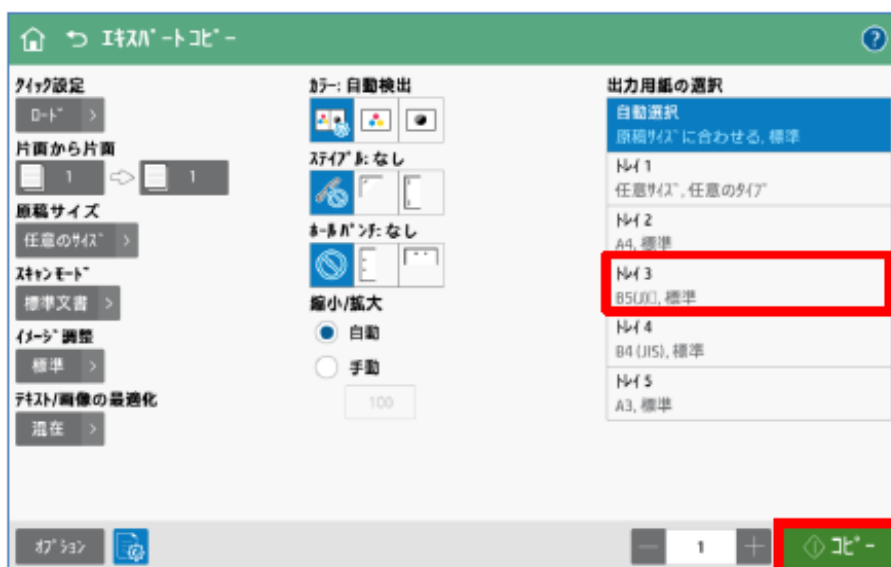 エキスパートコピー
?
クイック設定
ロード >
片面から片面
1
1
原稿サイズ
任意のサイズ >
スキャンモード
標準文書 >
イメージ調整
標準 >
テキスト/画像の最適化
混在 >
カラー: 自動検出
ステイプル: なし
ホールパンチ: なし
縮小/拡大
自動
手動
100
出力用紙の選択
自動選択
原稿サイズに合わせる, 標準
トレイ 1
任意サイズ, 任意のタイプ
トレイ 2
A4, 標準
トレイ 3
標準
トレイ 4
B4 (JIS), 標準
トレイ 5
A3, 標準
オプション
1
コピー